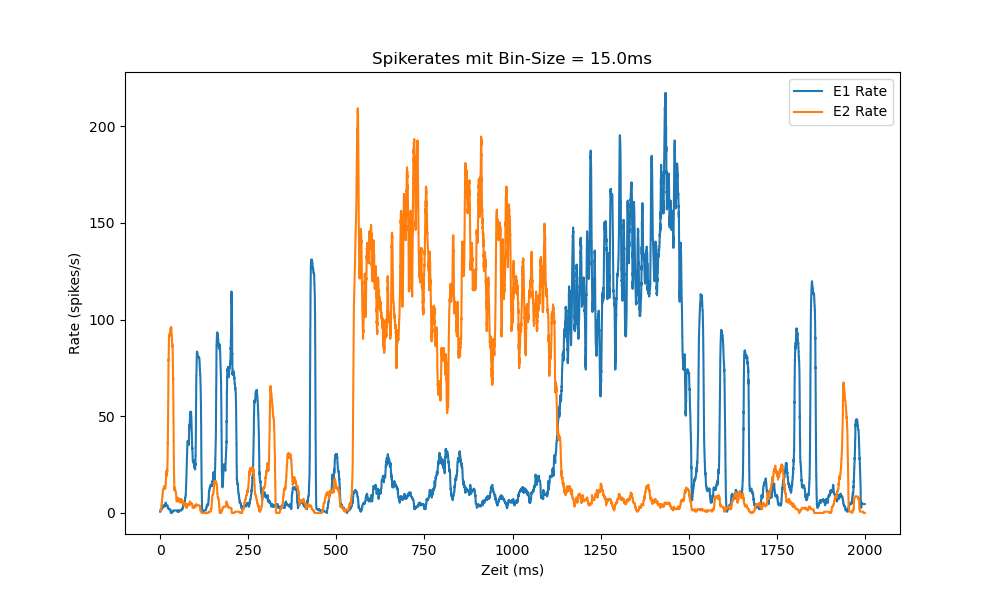 Spikerates mit Bin-Size = 15.0ms
E1 Rate
E2 Rate
200
150
100
50
0
Rate (spikes/s)
0 250 500 750 1000 1250 1500 1750 2000
Zeit (ms)